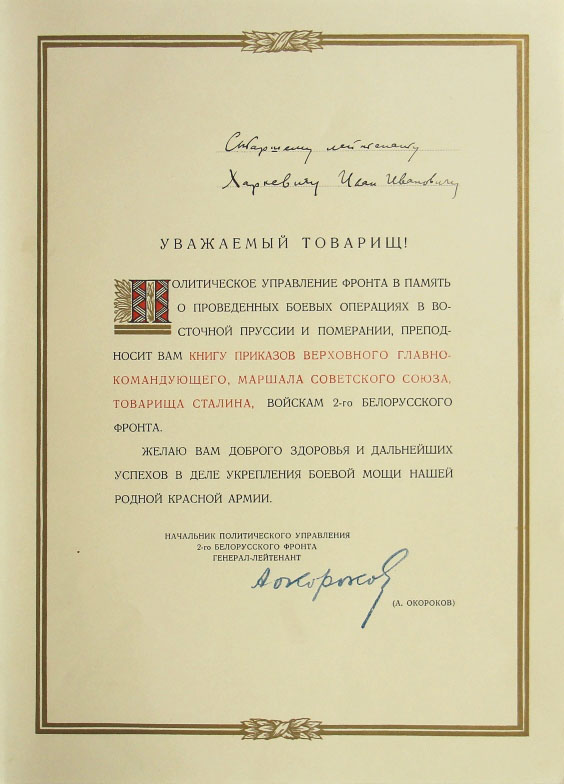 Старшему лейтенанту
Харкевичу Иван Ивановичу
УВАЖАЕМЫЙ ТОВАРИЩ!
ПОЛИТИЧЕСКОЕ УПРАВЛЕНИЕ ФРОНТА В ПАМЯТЬ
О ПРОВЕДЕННЫХ БОЕВЫХ ОПЕРАЦИЯХ В ВО-
СТОЧНОЙ ПРУССИИ И ПОМЕРАНИИ, ПРЕПОД-
НОСИТ ВАМ КНИГУ ПРИКАЗОВ ВЕРХОВНОГО ГЛАВНО-
КОМАНДУЮЩЕГО, МАРШАЛА СОВЕТСКОГО СОЮЗА,
ТОВАРИЩА СТАЛИНА, ВОЙСКАМ 2-го БЕЛОРУССКОГО
ФРОНТА.
ЖЕЛАЮ ВАМ ДОБРОГО ЗДОРОВЬЯ И ДАЛЬНЕЙШИХ
УСПЕХОВ В ДЕЛЕ УКРЕПЛЕНИЯ БОЕВОЙ МОЩИ НАШЕЙ
РОДНОЙ КРАСНОЙ АРМИИ.
НАЧАЛЬНИК ПОЛИТИЧЕСКОГО УПРАВЛЕНИЯ
2-го БЕЛОРУССКОГО ФРОНТА
ГЕНЕРАЛ-ЛЕЙТЕНАНТ
АОкороков
(А. ОКОРОКОВ)